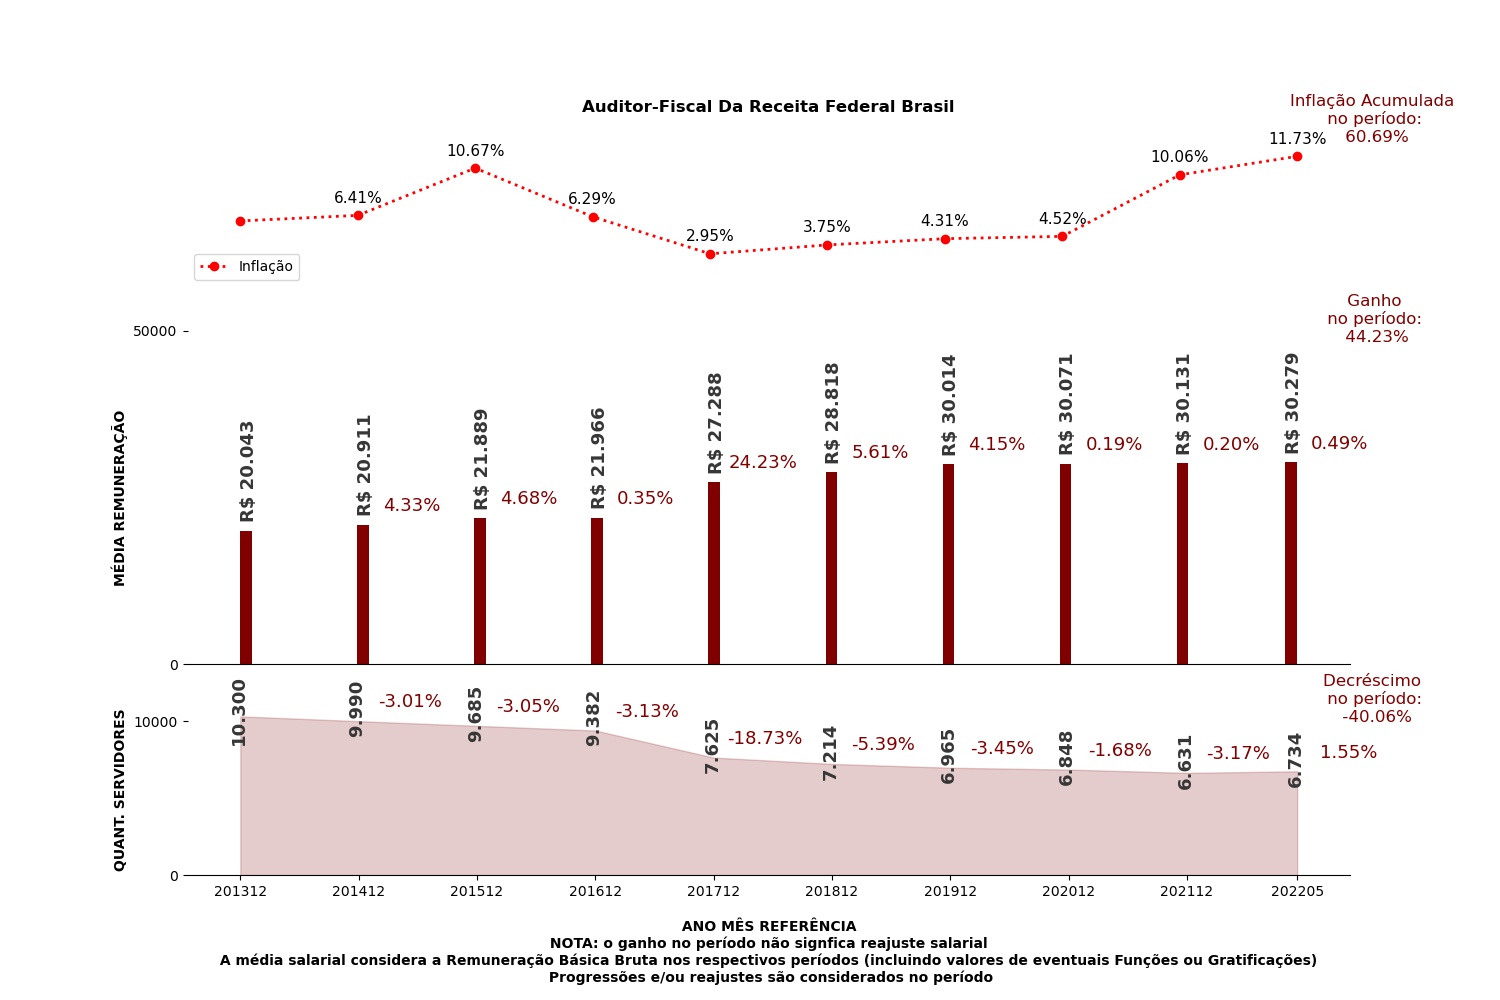 Auditor-Fiscal Da Receita Federal Brasil
Inflação Acumulada
no período:
60.69%
6.41%
10.67%
6.29%
2.95%
3.75%
4.31%
4.52%
10.06%
11.73%
Inflação
Ganho
no período:
44.23%
50000
0
MÉDIA REMUNERAÇÃO
R$ 20.043
R$ 20.911
R$ 21.889
R$ 21.966
R$ 27.288
R$ 28.818
R$ 30.014
R$ 30.071
R$ 30.131
R$ 30.279
4.33%
4.68%
0.35%
24.23%
5.61%
4.15%
0.19%
0.20%
0.49%
Decréscimo
no período:
-40.06%
10000
0
QUANT. SERVIDORES
10.300
9.990
9.685
9.382
7.625
7.214
6.965
6.848
6.631
6.734
-3.01%
-3.05%
-3.13%
-18.73%
-5.39%
-3.45%
-1.68%
-3.17%
1.55%
201312 201412 201512 201612 201712 201812 201912 202012 202112 202205
ANO MÊS REFERÊNCIA
NOTA: o ganho no período não signfica reajuste salarial
A média salarial considera a Remuneração Básica Bruta nos respectivos períodos (incluindo valores de eventuais Funções ou Gratificações)
Progressões e/ou reajustes são considerados no período